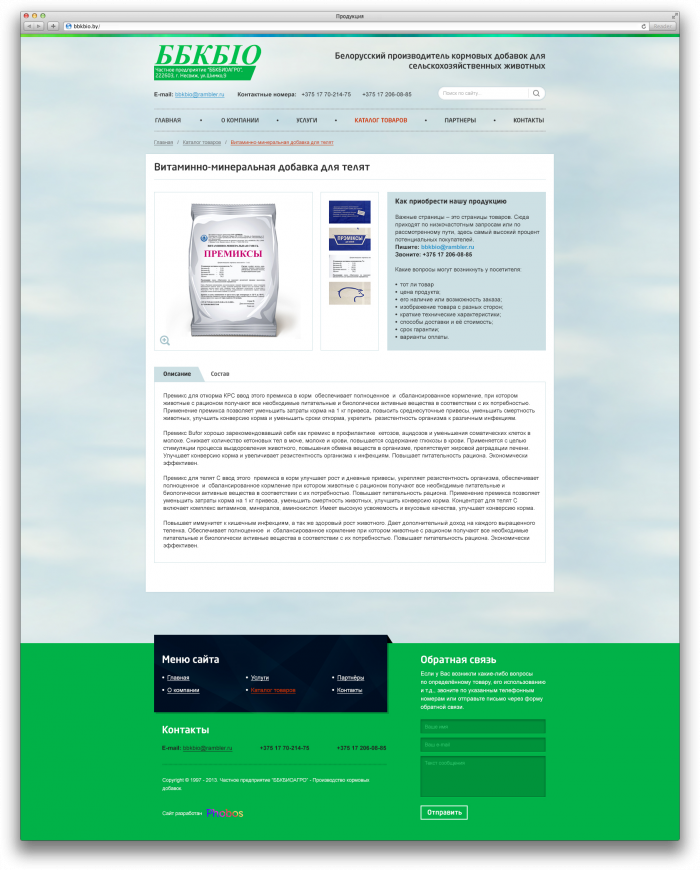 Продукция
bbkbio.by/
Reader
ББКБІО
Частное предприятие "ББКБИОАГРО",
222603, г. Несвиж, ул.Шимко,9
Белорусский производитель кормовых добавок для
сельскохозяйственных животных
E-mail: bbkbio@rambler.ru Контактные номера: +375 17 70-214-75 +375 17 206-08-85
Поиск по сайту...
ГЛАВНАЯ • О КОМПАНИИ • УСЛУГИ • КАТАЛОГ ТОВАРОВ • ПАРТНЕРЫ • КОНТАКТЫ
Главная / Каталог товаров / Витаминно-минеральная добавка для телят
Витаминно-минеральная добавка для телят
ПРЕМИКСЫ
ПРЭМІКСЫ
Как приобрести нашу продукцию
Важные страницы – это страницы товаров. Сюда
приходят по низкочастотным запросам или по
рассмотренному пути, здесь самый высокий процент
потенциальных покупателей.
Пишите: bbkbio@rambler.ru
Звоните: +375 17 206-08-85
Какие вопросы могут возникнуть у посетителя:
• тот ли товар
• цена продукта;
• его наличие или возможность заказа;
• изображение товара с разных сторон;
• краткие технические характеристики;
• способы доставки и её стоимость;
• срок гарантии;
• варианты оплаты.
Описание Состав
Премикс для откорма КРС ввод этого премикса в корм обеспечивает полноценное и сбалансированное кормление, при котором
животные с рационом получают все необходимые питательные и биологически активные вещества в соответствии с их потребностью.
Применение премикса позволяет уменьшить затраты корма на 1 кг привеса, повысить среднесуточные привесы, уменьшить смертность
животных, улучшить конверсию корма и уменьшить сроки откорма, укрепить резистентность организма к различным инфекциям.
Премикс Bufor хорошо зарекомендовавший себя как премикс в профилактике кетозов, ацидозов и уменьшения соматических клеток в
молоке. Снижает количество кетоновых тел в моче, молоке и крови, повышается содержание глюкозы в крови. Применяется с целью
стимуляции процесса выздоровления животного, повышения обмена веществ в организме, препятствует жировой деградации печени.
Улучшает конверсию корма и увеличивает резистентность организма к инфекциям. Повышает питательность рациона. Экономически
эффективен.
Премикс для телят С ввод этого премикса в корм улучшает рост и дневные привесы, укрепляет резистентность организма, обеспечивает
полноценное и сбалансированное кормление при котором животные с рационом получают все необходимые питательные и
биологически активные вещества в соответствии с их потребностью. Повышает питательность рациона. Применение премикса позволяет
уменьшить затраты корма на 1 кг привеса, уменьшить смертность животных, улучшить конверсию корма. Концентрат для телят С
включает комплекс витаминов, минералов, аминокислот. Имеет высокую усвояемость и вкусовые качества, улучшает конверсию корма.
Повышает иммунитет к кишечным инфекциям, а так же здоровый рост животного. Дает дополнительный доход на каждого выращенного
теленка. Обеспечивает полноценное и сбалансированное кормление при котором животные с рационом получают все необходимые
питательные и биологически активные вещества в соответствии с их потребностью. Повышает питательность рациона. Экономически
эффективен.
Меню сайта
• Главная • Услуги • Партнёры
• О компании • Каталог товаров • Контакты
Контакты
E-mail: bbkbio@rambler.ru +375 17 70-214-75 +375 17 206-08-85
Copyright © 1997 - 2013. Частное предприятие "ББКБИОАГРО" - Производство кормовых
добавок
Сайт разработан
Обратная связь
Если у Вас возникли какие-либо вопросы
по определённому товару, его использованию
и т.д., звоните по указанным телефонным
номерам или отправьте письмо через форму
обратной связи.
Ваше имя
Ваш e-mail
Текст сообщения
Отправить